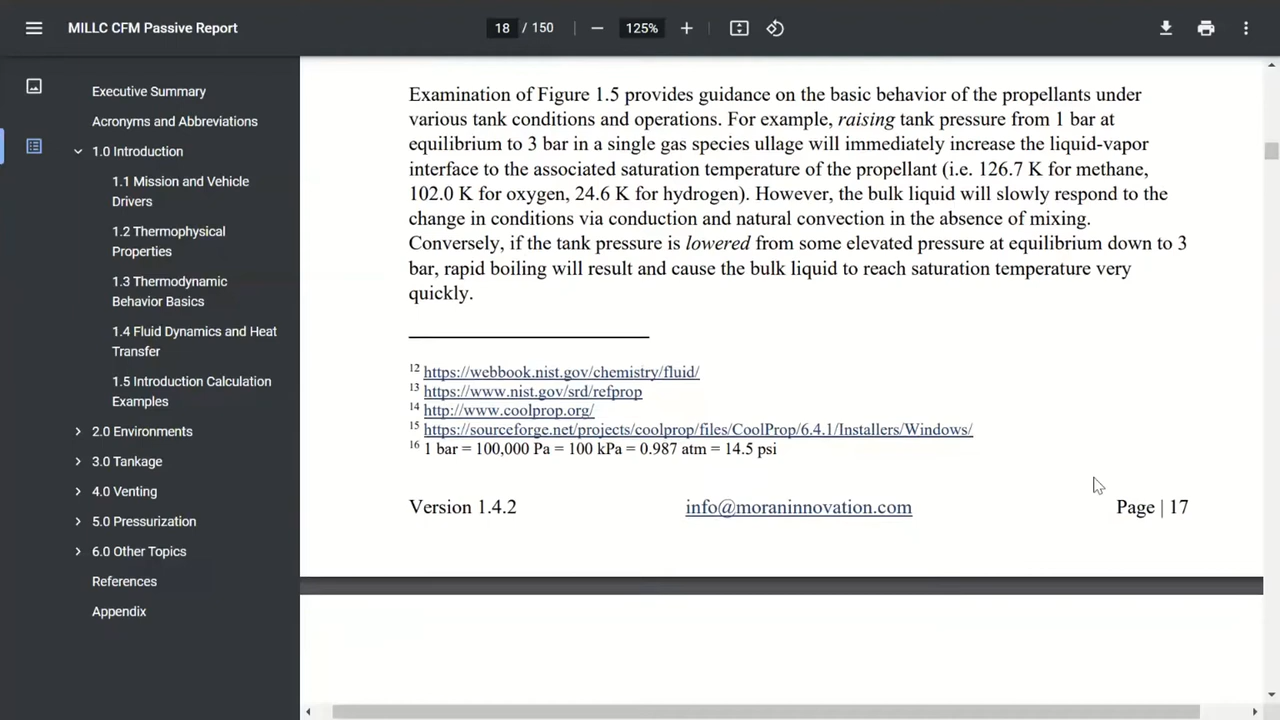 MILLC CFM Passive Report
18 / 150
125%
Executive Summary
Acronyms and Abbreviations
1.0 Introduction
1.1 Mission and Vehicle
Drivers
1.2 Thermophysical
Properties
1.3 Thermodynamic
Behavior Basics
1.4 Fluid Dynamics and Heat
Transfer
1.5 Introduction Calculation
Examples
2.0 Environments
3.0 Tankage
4.0 Venting
5.0 Pressurization
6.0 Other Topics
References
Appendix
Examination of Figure 1.5 provides guidance on the basic behavior of the propellants under
various tank conditions and operations. For example, raising tank pressure from 1 bar at
equilibrium to 3 bar in a single gas species ullage will immediately increase the liquid-vapor
interface to the associated saturation temperature of the propellant (i.e. 126.7 K for methane,
102.0 K for oxygen, 24.6 K for hydrogen). However, the bulk liquid will slowly respond to the
change in conditions via conduction and natural convection in the absence of mixing.
Conversely, if the tank pressure is lowered from some elevated pressure at equilibrium down to 3
bar, rapid boiling will result and cause the bulk liquid to reach saturation temperature very
quickly.
12 https://webbook.nist.gov/chemistry/fluid/
13 https://www.nist.gov/srd/refprop
14 http://www.coolprop.org/
15 https://sourceforge.net/projects/coolprop/files/CoolProp/6.4.1/Installers/Windows/
16 1 bar = 100,000 Pa = 100 kPa = 0.987 atm = 14.5 psi
Version 1.4.2 info@moraninnovation.com Page | 17